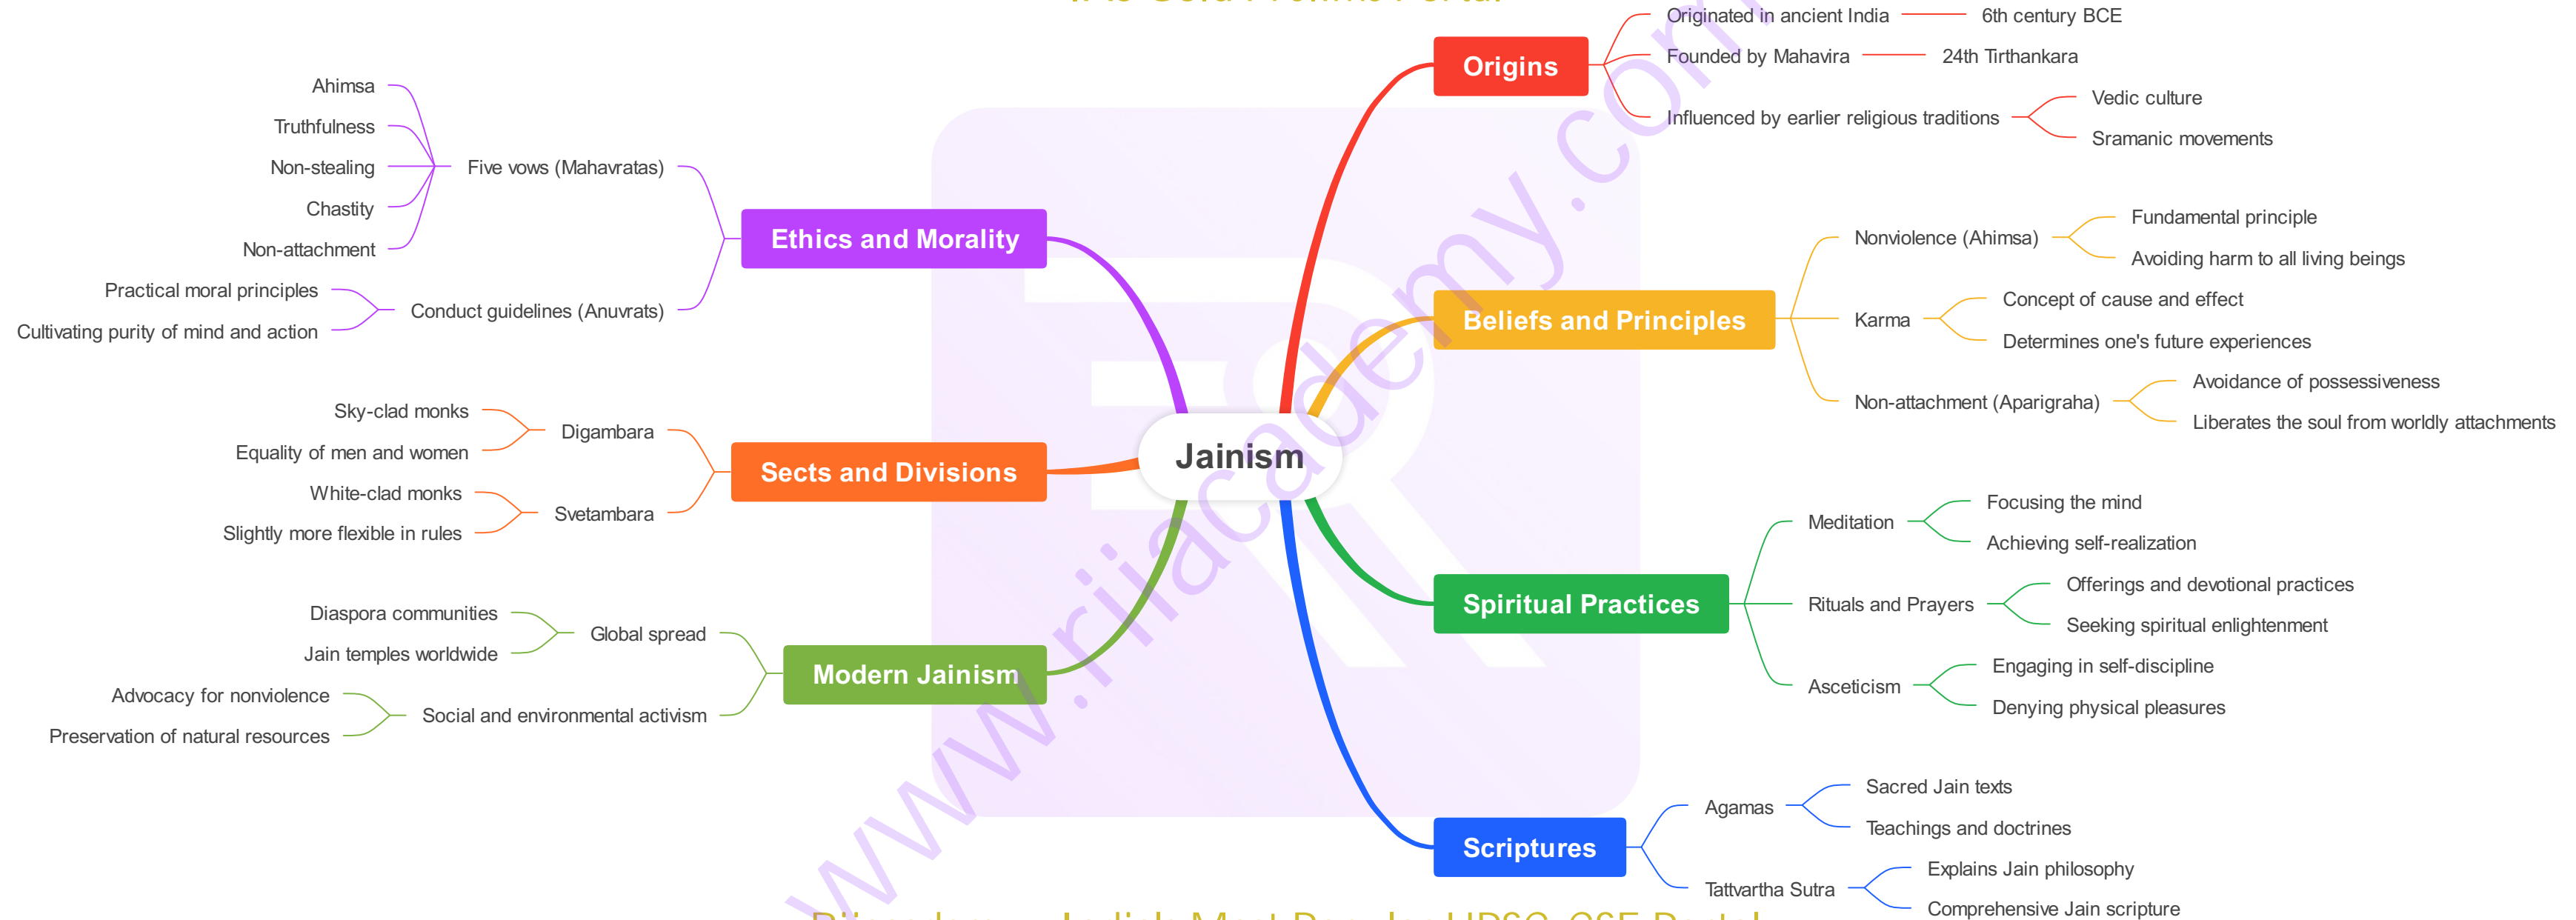 Jainism
Origins
Originated in ancient India
6th century BCE
Founded by Mahavira
24th Tirthankara
Influenced by earlier religious traditions
Vedic culture
Sramanic movements
Beliefs and Principles
Nonviolence (Ahimsa)
Fundamental principle
Avoiding harm to all living beings
Karma
Concept of cause and effect
Determines one's future experiences
Non-attachment (Aparigraha)
Avoidance of possessiveness
Liberates the soul from worldly attachments
Spiritual Practices
Meditation
Focusing the mind
Achieving self-realization
Rituals and Prayers
Offerings and devotional practices
Seeking spiritual enlightenment
Asceticism
Engaging in self-discipline
Denying physical pleasures
Scriptures
Agamas
Sacred Jain texts
Teachings and doctrines
Tattvartha Sutra
Explains Jain philosophy
Comprehensive Jain scripture
Ethics and Morality
Five vows (Mahavratas)
Ahimsa
Truthfulness
Non-stealing
Chastity
Non-attachment
Conduct guidelines (Anuvrats)
Practical moral principles
Cultivating purity of mind and action
Sects and Divisions
Digambara
Sky-clad monks
Equality of men and women
Svetambara
White-clad monks
Slightly more flexible in rules
Modern Jainism
Global spread
Diaspora communities
Jain temples worldwide
Social and environmental activism
Advocacy for nonviolence
Preservation of natural resources
www.rijacademy.com